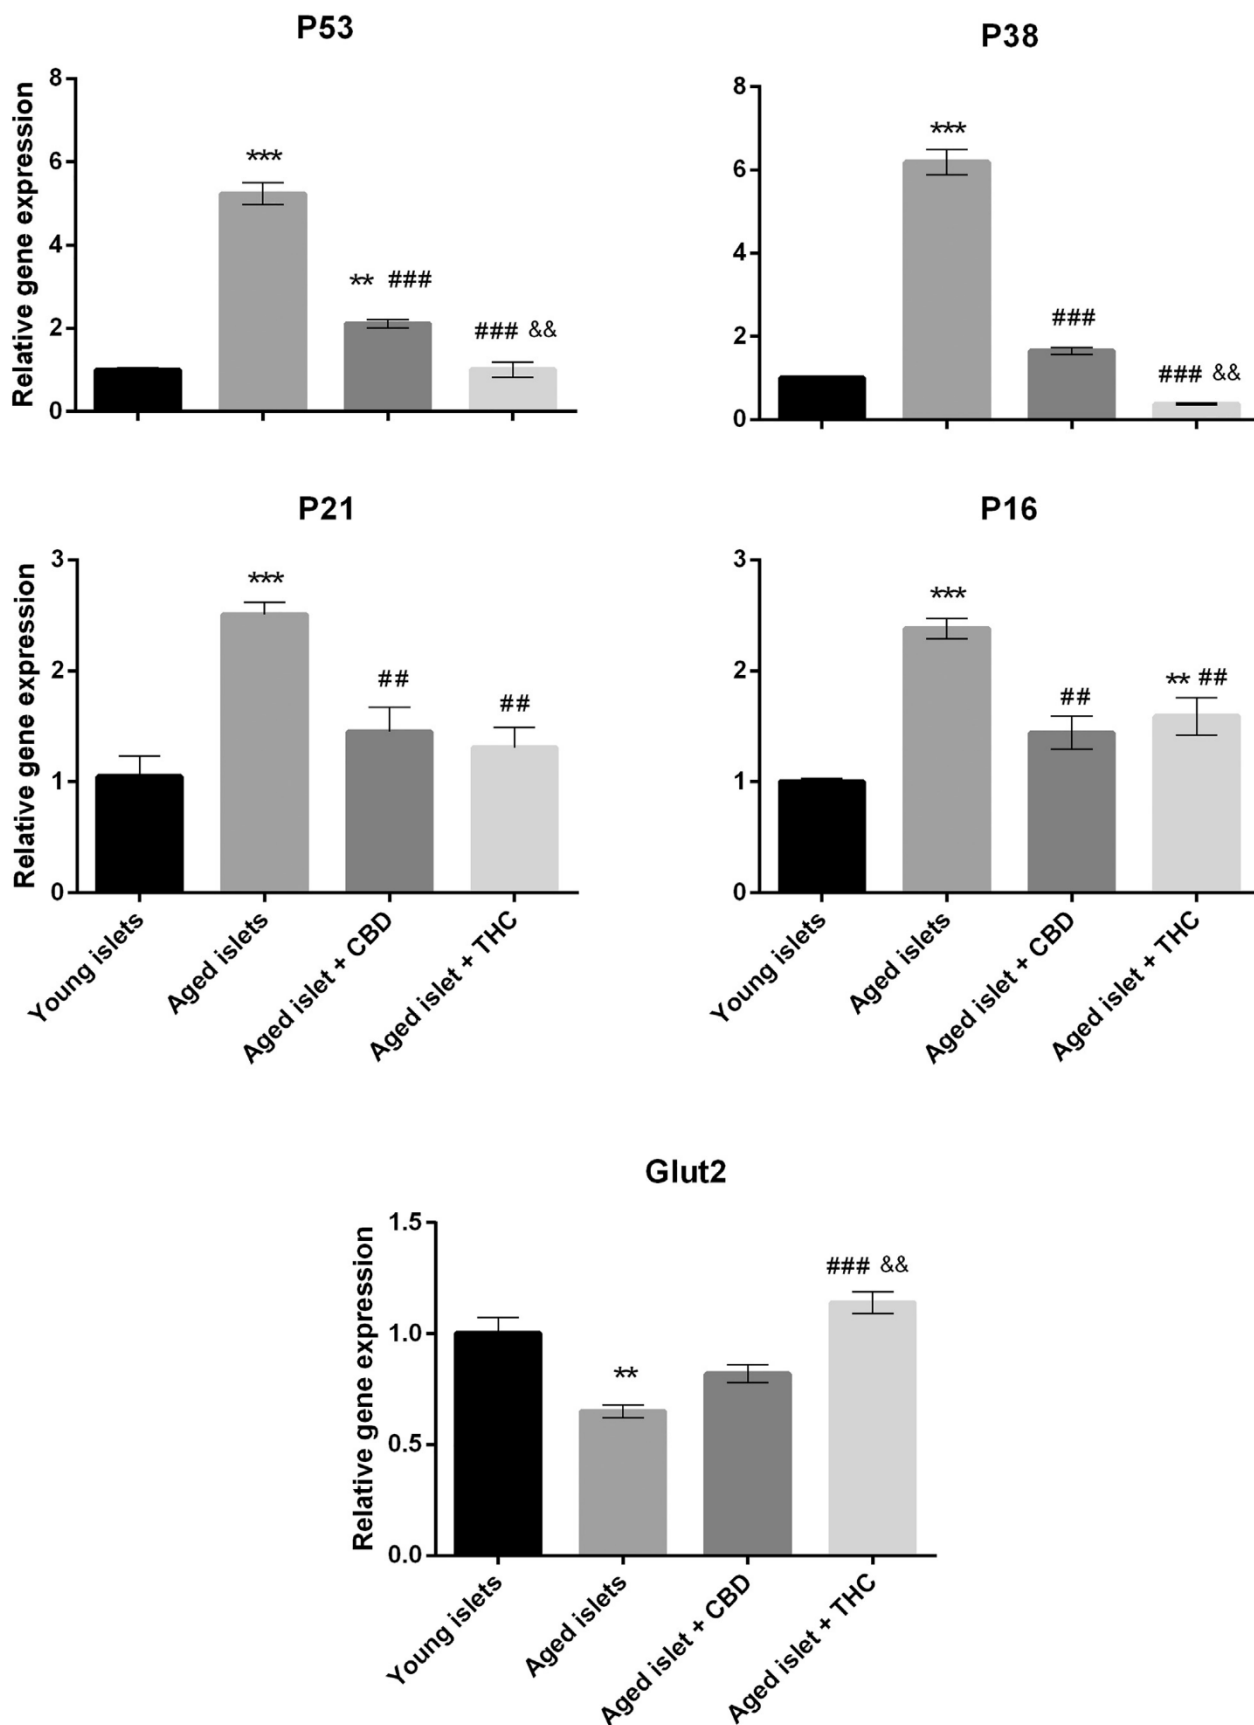 P53
Relative gene expression
8
6
4
2
0
***
** ###
### &&
P38
8
6
4
2
0
***
###
### &&
P21
Relative gene expression
3
2
1
0
***
##
##
Young islets
Aged islets
Aged islet + CBD
Aged islet + THC
P16
3
2
1
0
***
##
** ##
Young islets
Aged islets
Aged islet + CBD
Aged islet + THC
Glut2
Relative gene expression
1.5
1.0
0.5
0.0
**
### &&
Young islets
Aged islets
Aged islet + CBD
Aged islet + THC